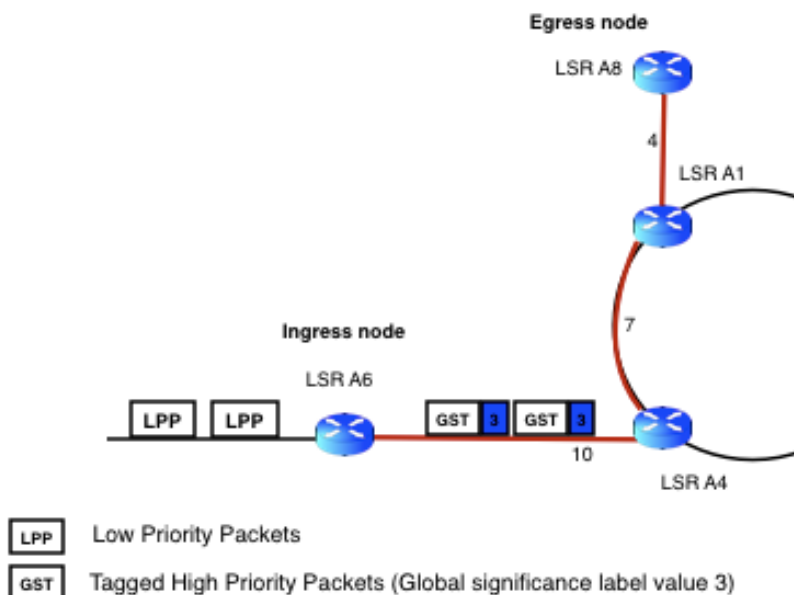 Egress node
LSR A8
4
LSR A1
7
Ingress node
LSR A6
LPP LPP GST 3 GST 3
10
LSR A4
LPP Low Priority Packets
GST Tagged High Priority Packets (Global significance label value 3)